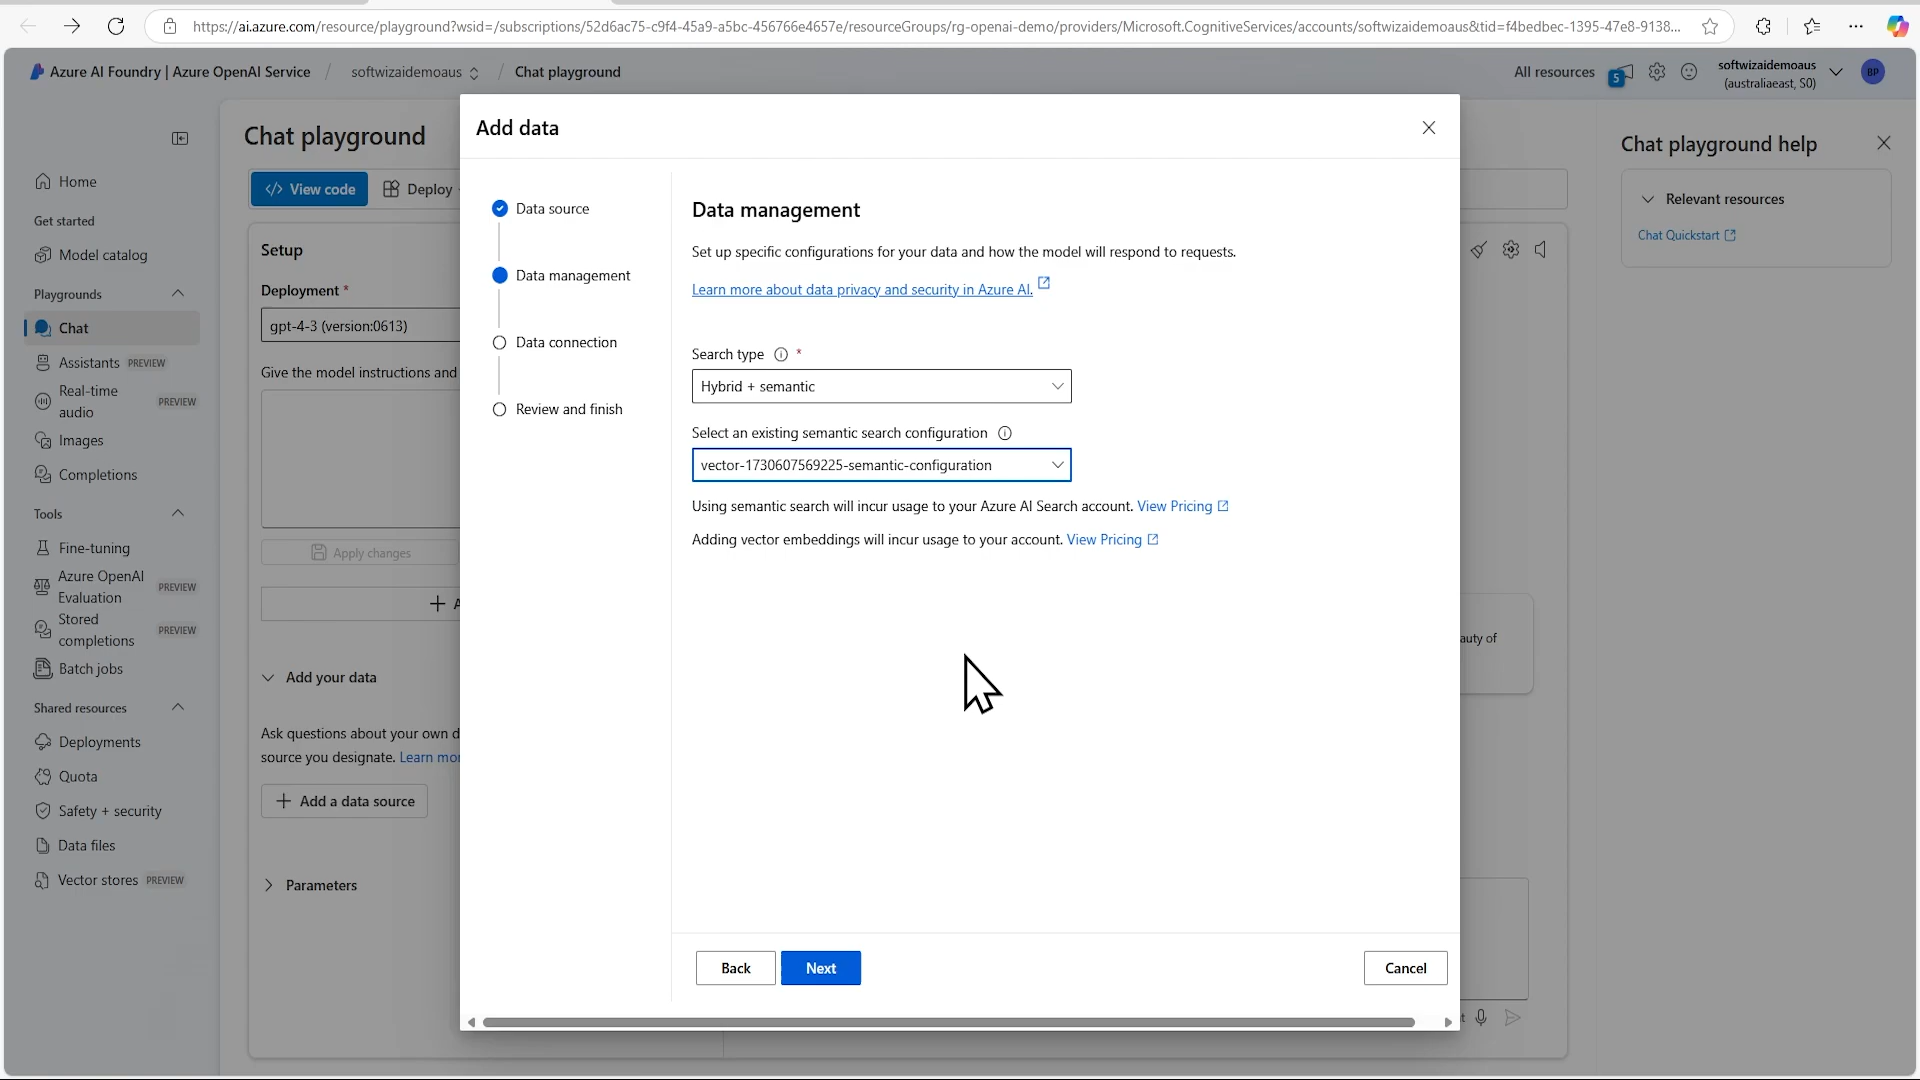 https://ai.azure.com/resource/playground?wsid=/subscriptions/52d6ac75-c9f4-45a9-a5bc-456766e4657e/resourceGroups/rg-openai-demo/providers/Microsoft.CognitiveServices/accounts/softwizaidemoaus&tid=f4bedbec-1395-47e8-9138...
Azure AI Foundry | Azure OpenAI Service / softwizaidemoaus / Chat playground
All resources
5
softwizaidemoaus
(australiaeast, S0)
BP
Home
Get started
Model catalog
Playgrounds
Chat
Assistants PREVIEW
Real-time audio PREVIEW
Images
Completions
Tools
Fine-tuning
Azure OpenAI Evaluation PREVIEW
Stored completions PREVIEW
Batch jobs
Shared resources
Deployments
Quota
Safety + security
Data files
Vector stores PREVIEW
Chat playground
View code
Deploy
Setup
Deployment *
gpt-4-3 (version:0613)
Give the model instructions and
Apply changes
Add your data
Ask questions about your own d
source you designate. Learn mor
Add a data source
Parameters
Add data
Data source
Data management
Data connection
Review and finish
Data management
Set up specific configurations for your data and how the model will respond to requests.
Learn more about data privacy and security in Azure AI.
Search type *
Hybrid + semantic
Select an existing semantic search configuration
vector-1730607569225-semantic-configuration
Using semantic search will incur usage to your Azure AI Search account. View Pricing
Adding vector embeddings will incur usage to your account. View Pricing
Back
Next
Cancel
auty of
Chat playground help
Relevant resources
Chat Quickstart